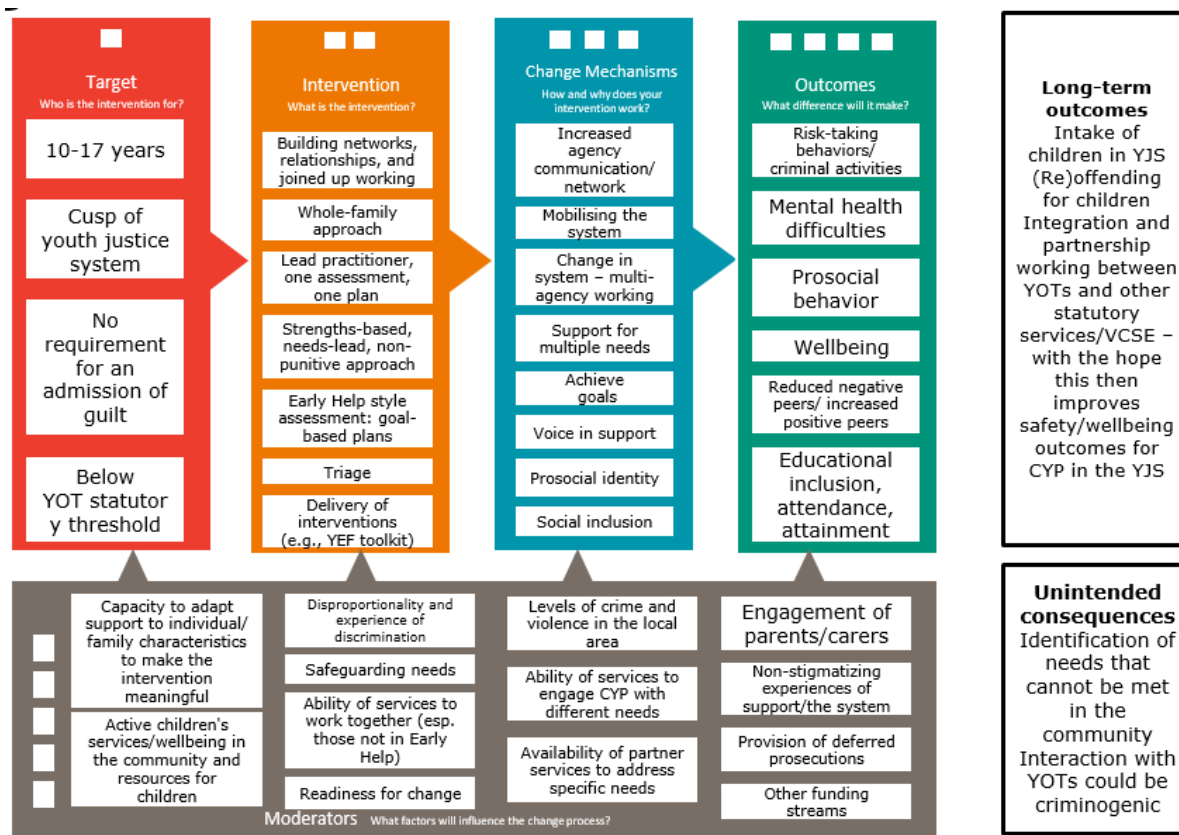 Target
Who is the intervention for?
10-17 years
Cusp of
youth justice
system
No
requirement
for an
admission of
guilt
Below
YOT statutor
y threshold
Intervention
What is the intervention?
Building networks,
relationships, and
joined up working
Whole-family
approach
Lead practitioner,
one assessment,
one plan
Strengths-based,
needs-lead, non-
punitive approach
Early Help style
assessment: goal-
based plans
Triage
Delivery of
interventions
(e.g., YEF toolkit)
Change Mechanisms
How and why does your
intervention work?
Increased
agency
communication/
network
Mobilising the
system
Change in
system – multi-
agency working
Support for
multiple needs
Achieve
goals
Voice in support
Prosocial identity
Social inclusion
Outcomes
What difference will it make?
Risk-taking
behaviors/
criminal activities
Mental health
difficulties
Prosocial
behavior
Wellbeing
Reduced negative
peers/ increased
positive peers
Educational
inclusion,
attendance,
attainment
Long-term
outcomes
Intake of
children in YJS
(Re)offending
for children
Integration and
partnership
working between
YOTs and other
statutory
services/VCSE –
with the hope
this then
improves
safety/wellbeing
outcomes for
CYP in the YJS
Capacity to adapt
support to individual/
family characteristics
to make the
intervention
meaningful
Active children's
services/wellbeing in
the community and
resources for
children
Disproportionality and
experience of
discrimination
Safeguarding needs
Ability of services to
work together (esp.
those not in Early
Help)
Readiness for change
Levels of crime and
violence in the local
area
Ability of services to
engage CYP with
different needs
Availability of partner
services to address
specific needs
Engagement of
parents/carers
Non-stigmatizing
experiences of
support/the system
Provision of deferred
prosecutions
Other funding
streams
Moderators What factors will influence the change process?
Unintended
consequences
Identification of
needs that
cannot be met
in the
community
Interaction with
YOTs could be
criminogenic